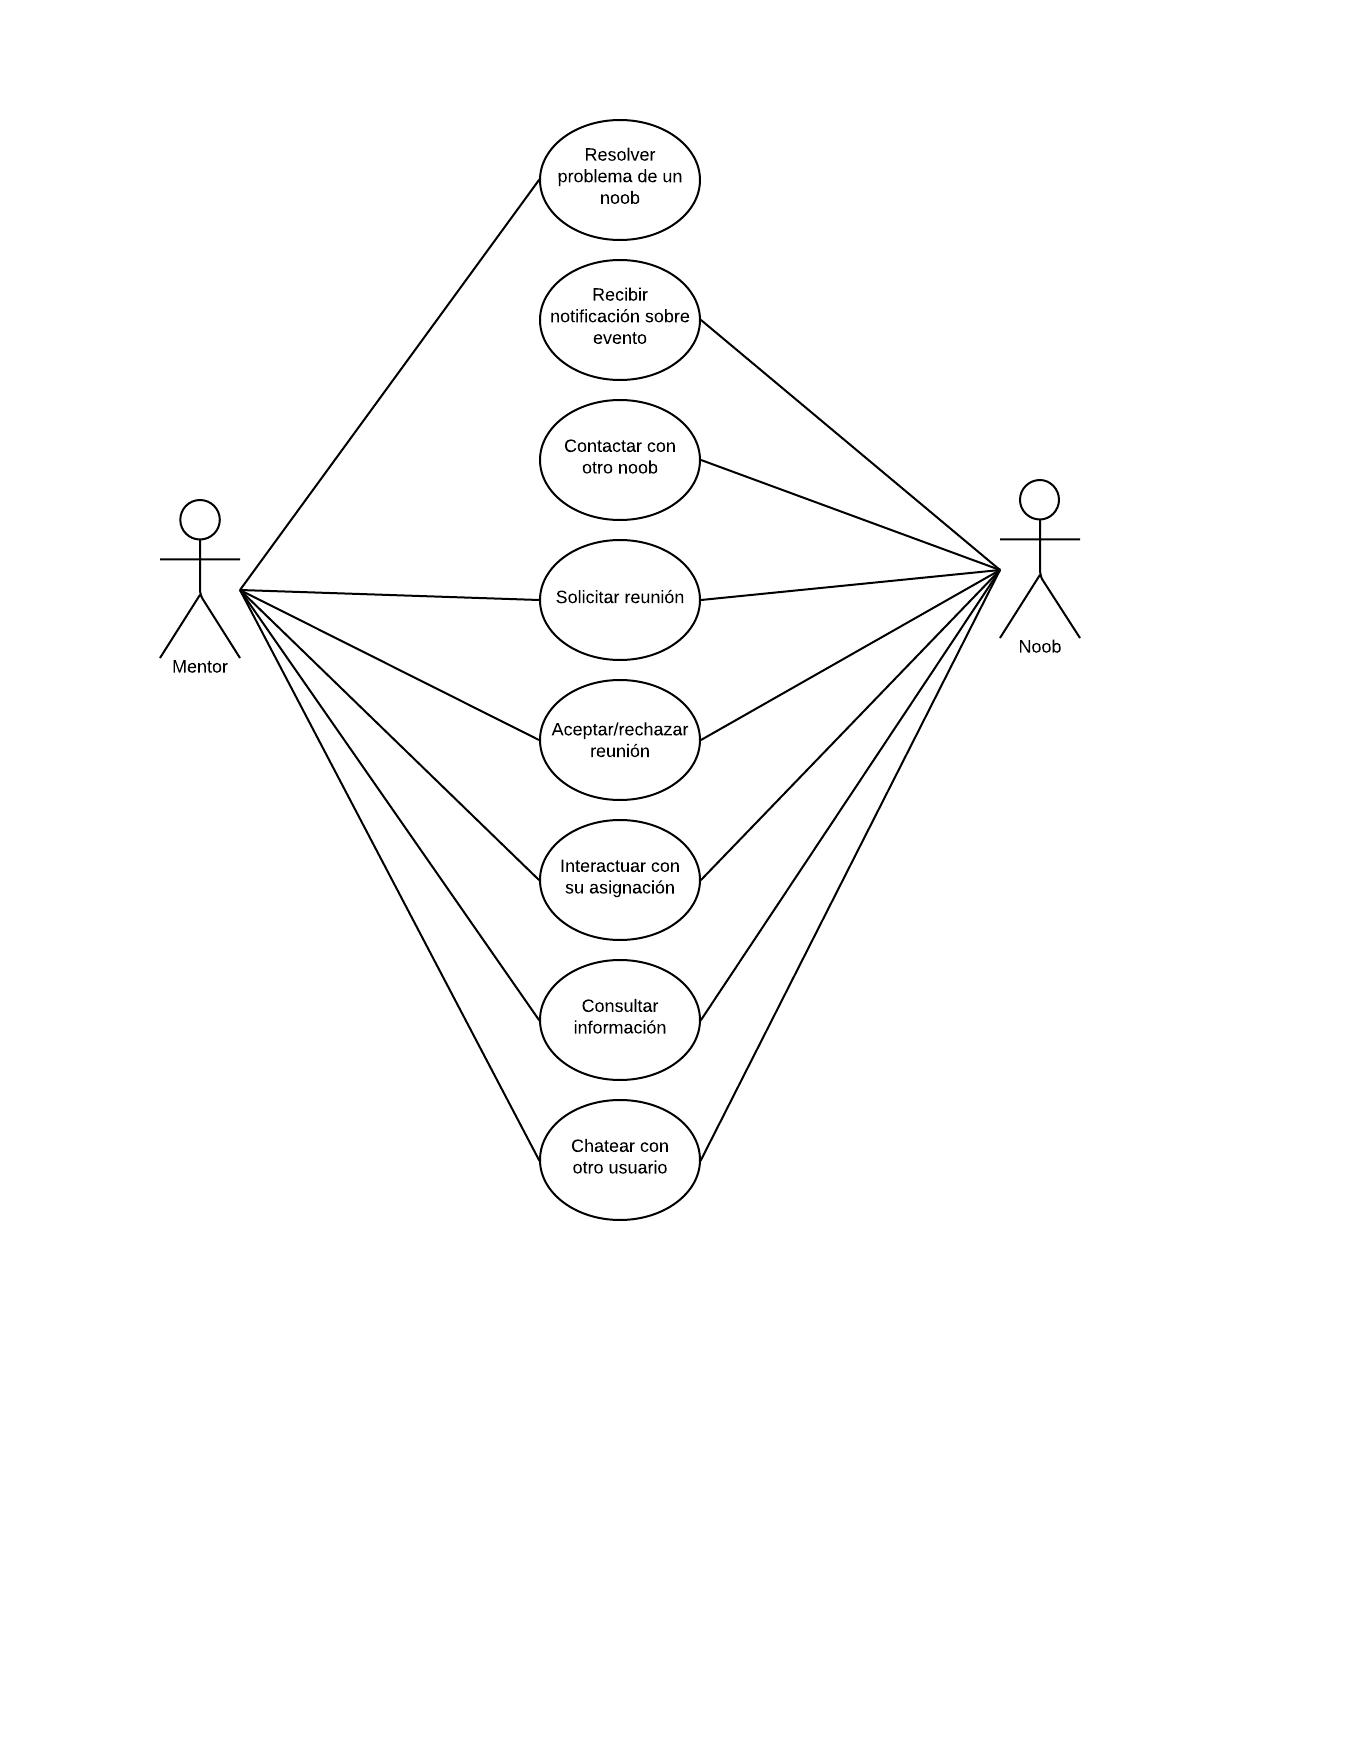 Resolver
problema de un
noob
Recibir
notificación sobre
evento
Contactar con
otro noob
Solicitar reunión
Mentor
Noob
Aceptar/rechazar
reunión
Interactuar con
su asignación
Consultar
información
Chatear con
otro usuario